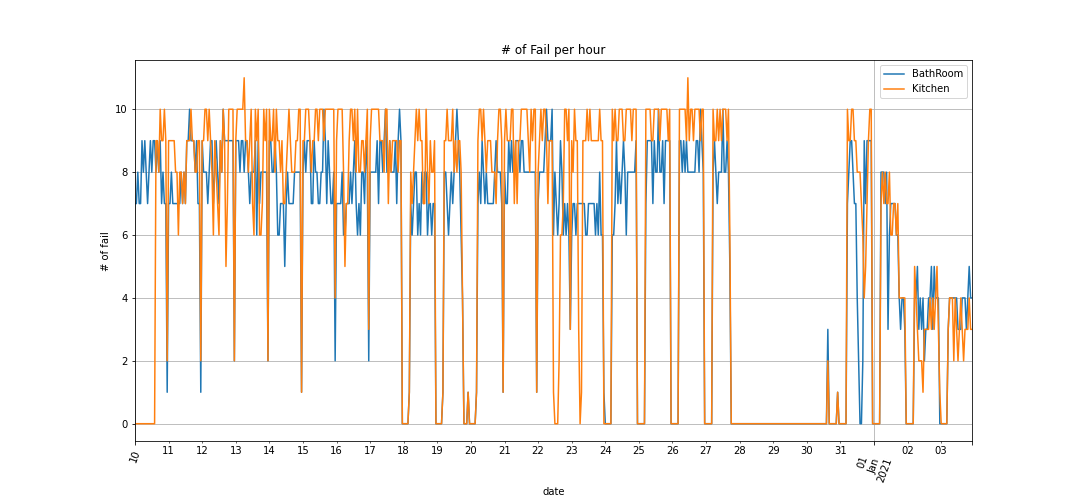 # of Fail per hour
BathRoom
Kitchen
# of fail
10
8
6
4
2
0
10 11 12 13 14 15 16 17 18 19 20 21 22 23 24 25 26 27 28 29 30 31 01 02 03
Jan
2021
date